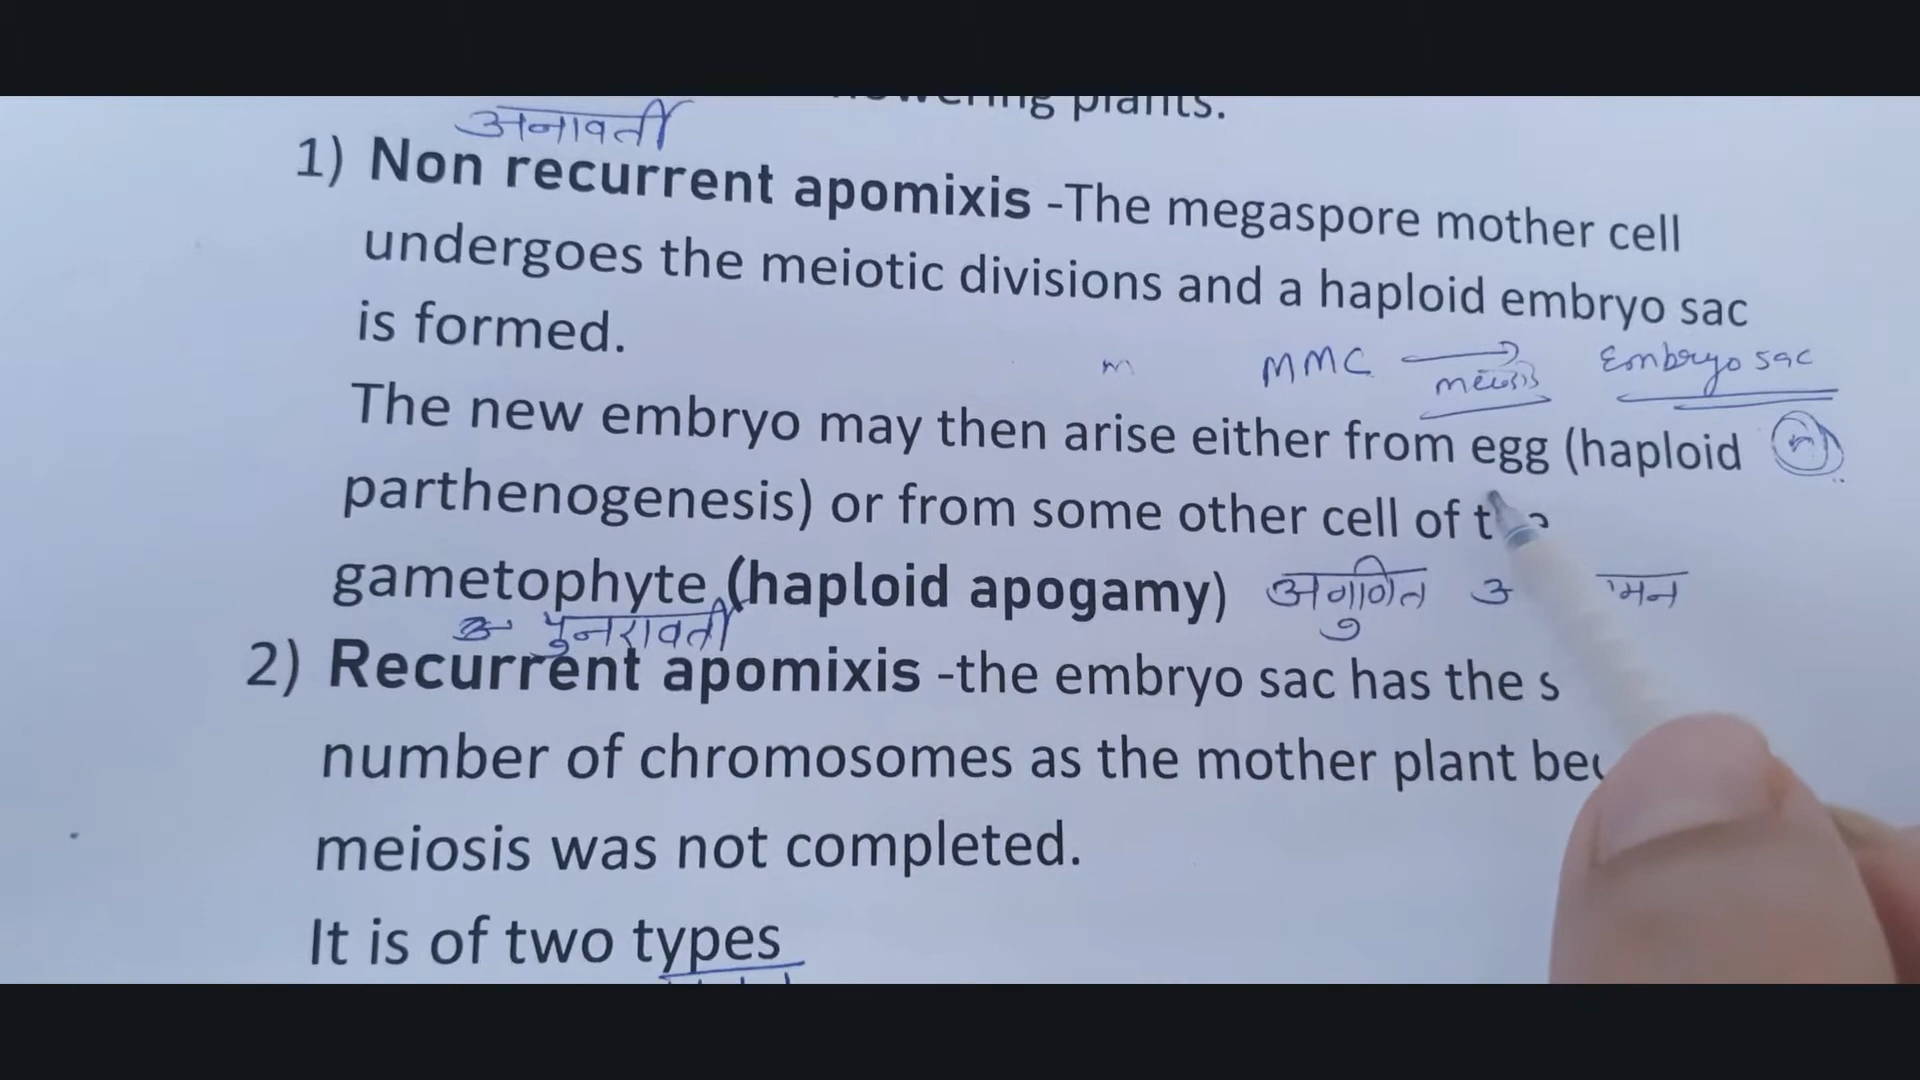 plants.
अनावर्ती
1) Non recurrent apomixis -The megaspore mother cell
undergoes the meiotic divisions and a haploid embryo sac
is formed.
m MMC meiosis Embryo sac
The new embryo may then arise either from egg (haploid n
parthenogenesis) or from some other cell of
gametophyte (haploid apogamy) अगुणित
पुनरावर्ती
2) Recurrent apomixis -the embryo sac has the
number of chromosomes as the mother plant
meiosis was not completed.
It is of two types